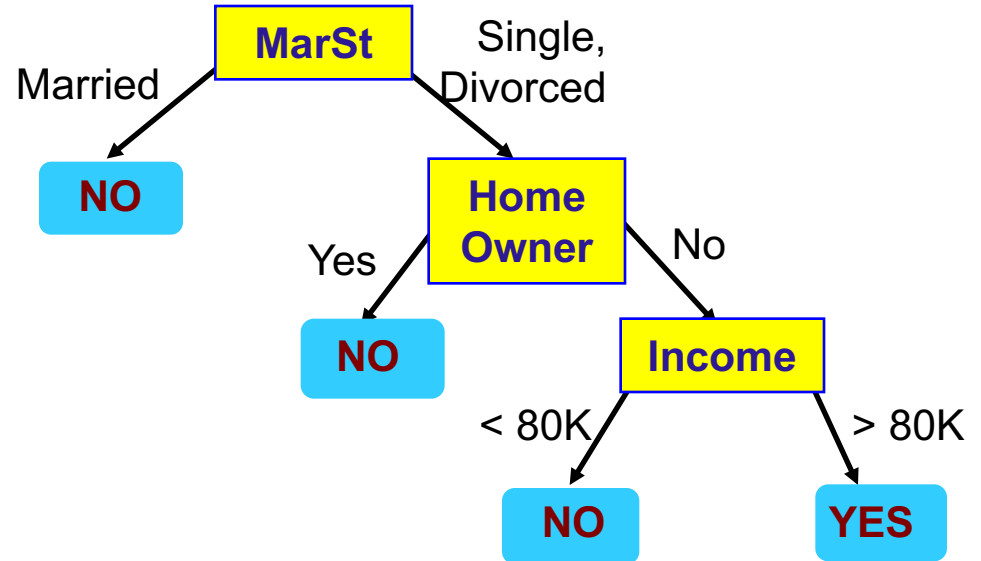 MarSt
Single,
Divorced
Married
NO
Home
Owner
Yes
No
NO
Income
< 80K
> 80K
NO
YES